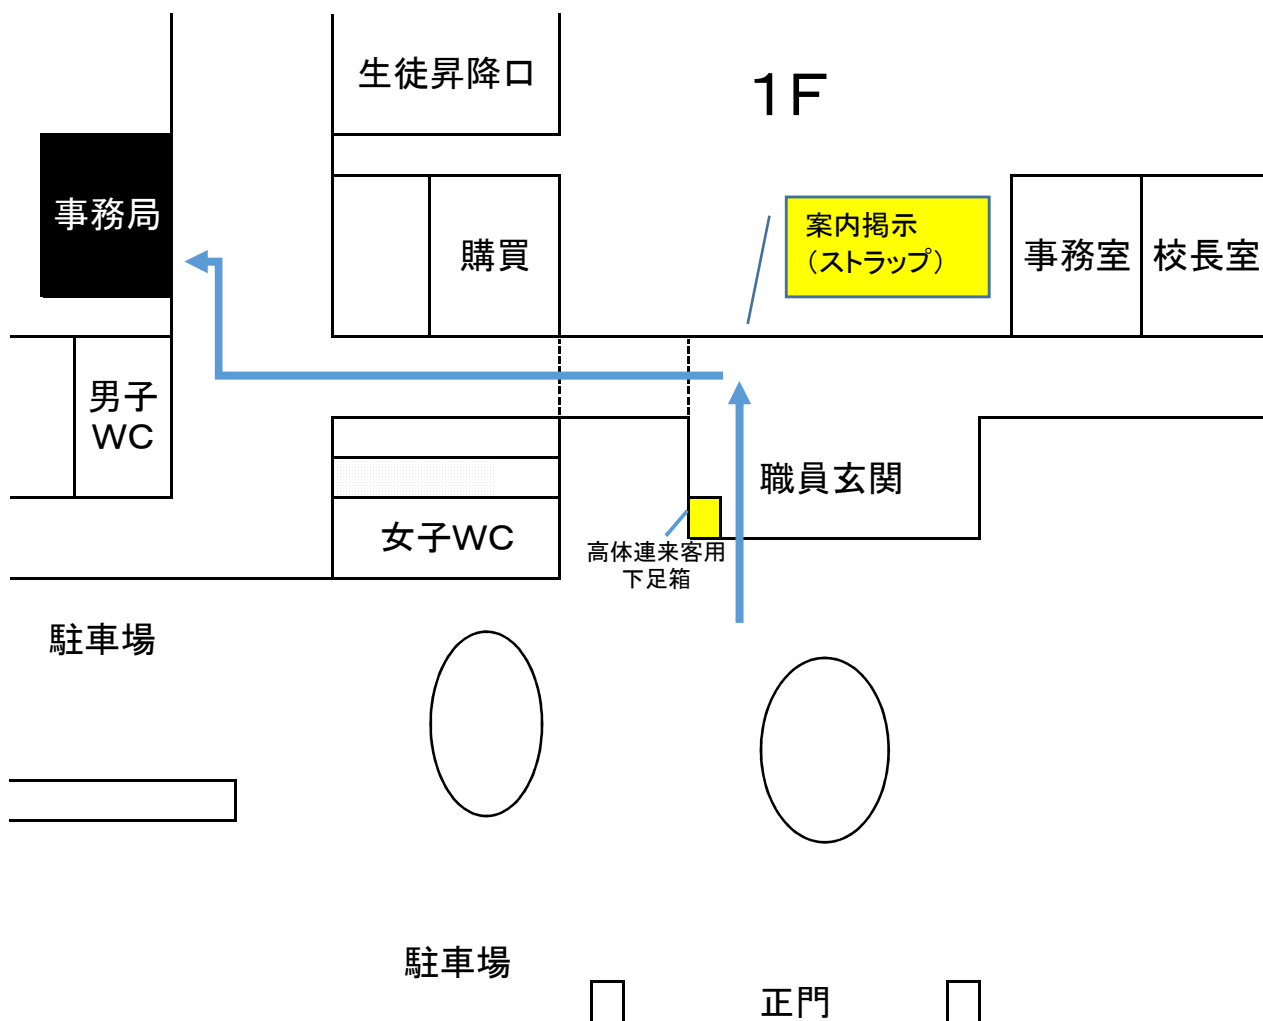 生徒昇降口
1F
事務局
購買
案内掲示
（ストラップ）
事務室
校長室
男子
WC
職員玄関
女子WC
高体連来客用
下足箱
駐車場
駐車場
正門